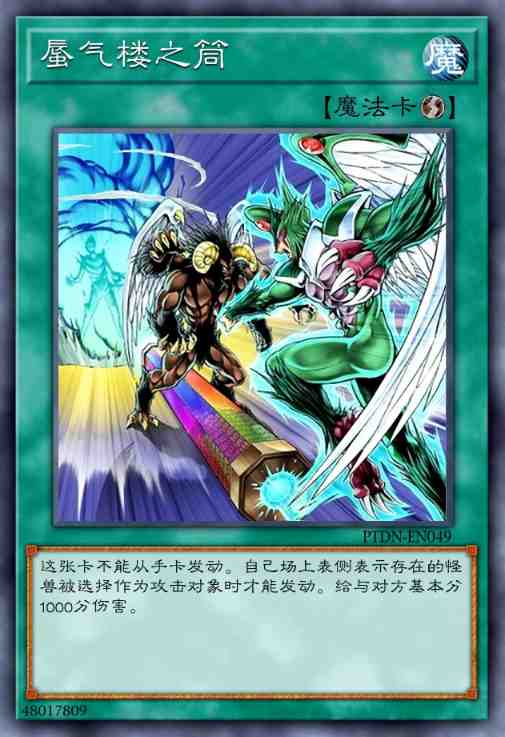 蜃气楼之筒
魔
【魔法卡】
PTDN-EN049
这张卡不能从手卡发动。自己场上表侧表示存在的怪
兽被选择作为攻击对象时才能发动。给与对方基本分
1000分伤害。
48017809